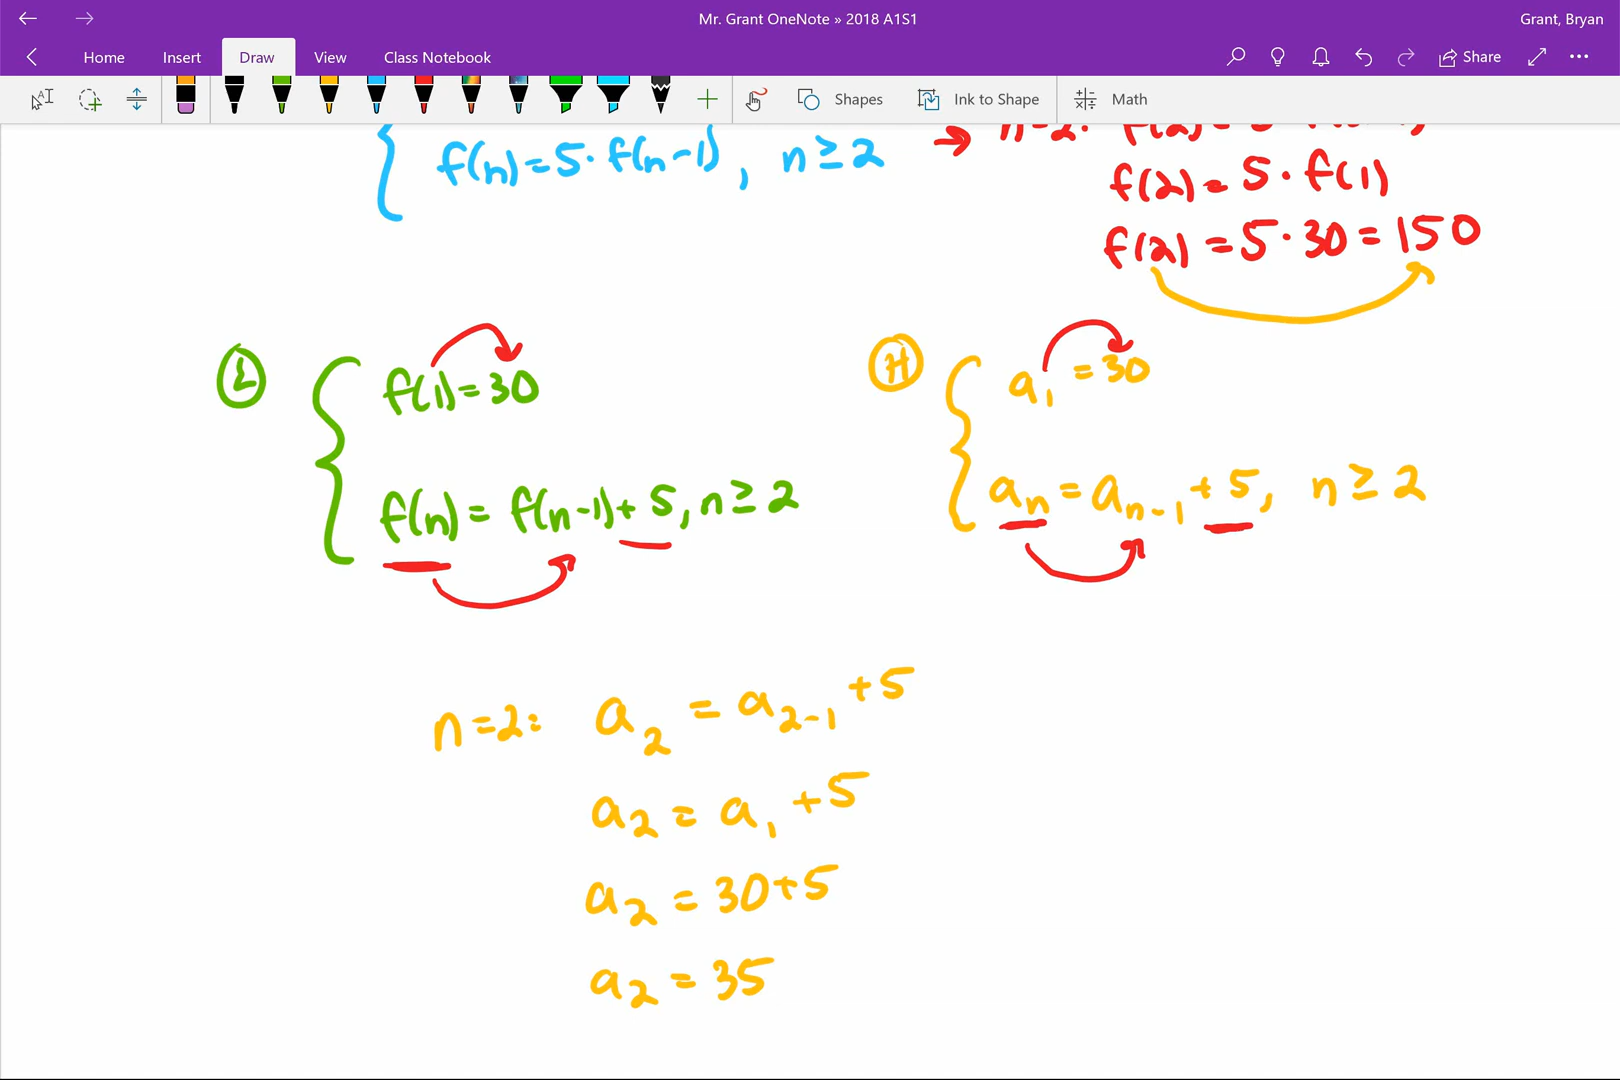 Mr. Grant OneNote » 2018 A1S1
Grant, Bryan
Home Insert Draw View Class Notebook Share
Shapes Ink to Shape Math
f(n)=5·f(n-1), n≥2
→ n=2:
f(2)=5·f(1)
f(2)=5·30=150
f(1)=30
H a₁=30
f(n)=f(n-1)+5, n≥2
aₙ=aₙ₋₁+5, n≥2
n=2: a₂=a₂₋₁+5
a₂=a₁+5
a₂=30+5
a₂=35